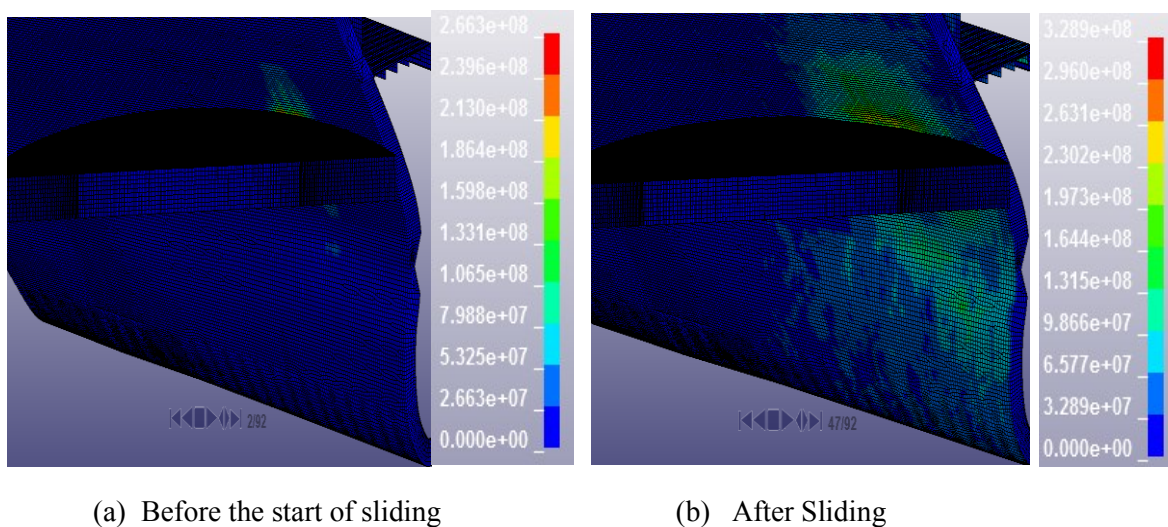 2.663e+08
2.396e+08
2.130e+08
1.864e+08
1.598e+08
1.331e+08
1.065e+08
7.988e+07
5.325e+07
2.663e+07
0.000e+00
2/92
3.289e+08
2.960e+08
2.631e+08
2.302e+08
1.973e+08
1.644e+08
1.315e+08
9.866e+07
6.577e+07
3.289e+07
0.000e+00
47/92
(a) Before the start of sliding
(b) After Sliding